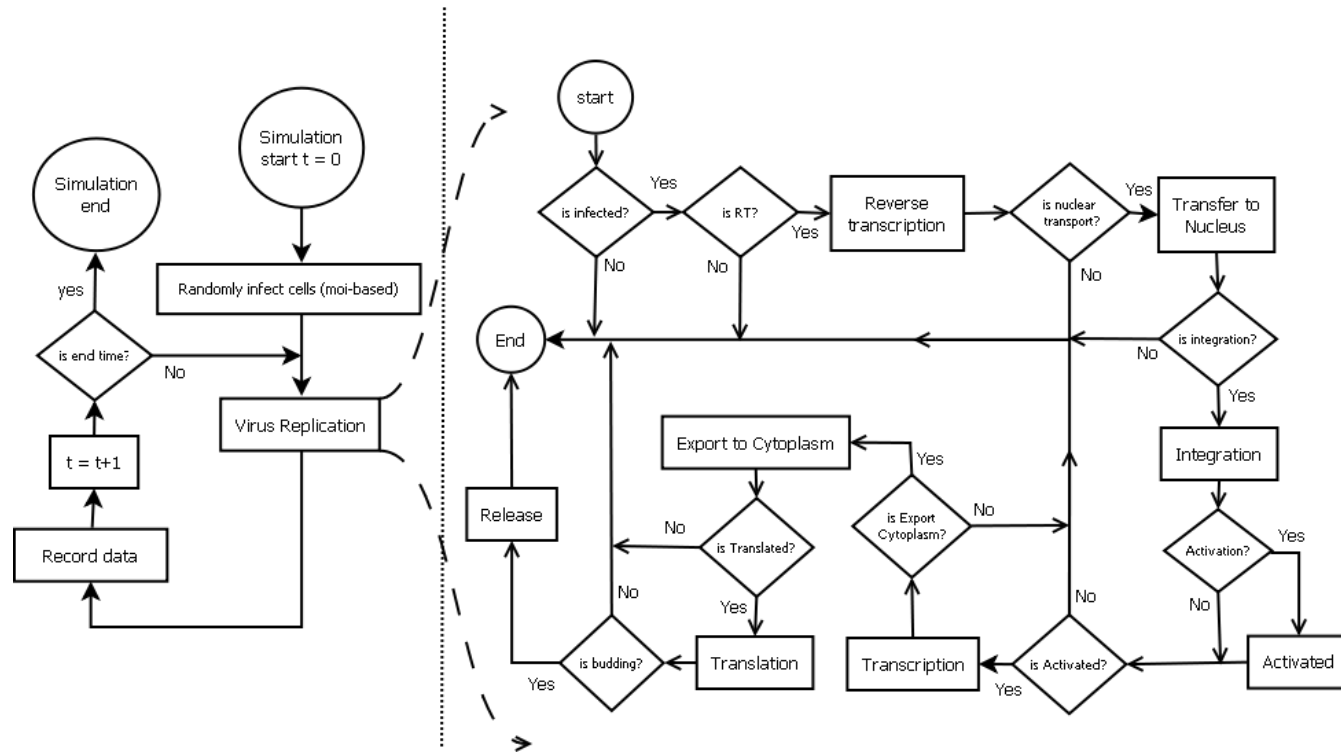 Simulation
start t = 0
Simulation
end
Randomly infect cells (moi-based)
yes
is end time?
No
Virus Replication
t = t+1
Record data
start
is infected?
Yes
No
is RT?
Yes
No
Reverse
transcription
is nuclear
transport?
Yes
No
Transfer to
Nucleus
is integration?
No
Yes
End
Integration
Activation?
Yes
No
Activated
is Activated?
No
Yes
Transcription
is Export
Cytoplasm?
Yes
No
Export to Cytoplasm
is Translated?
No
Yes
Translation
is budding?
No
Yes
Release